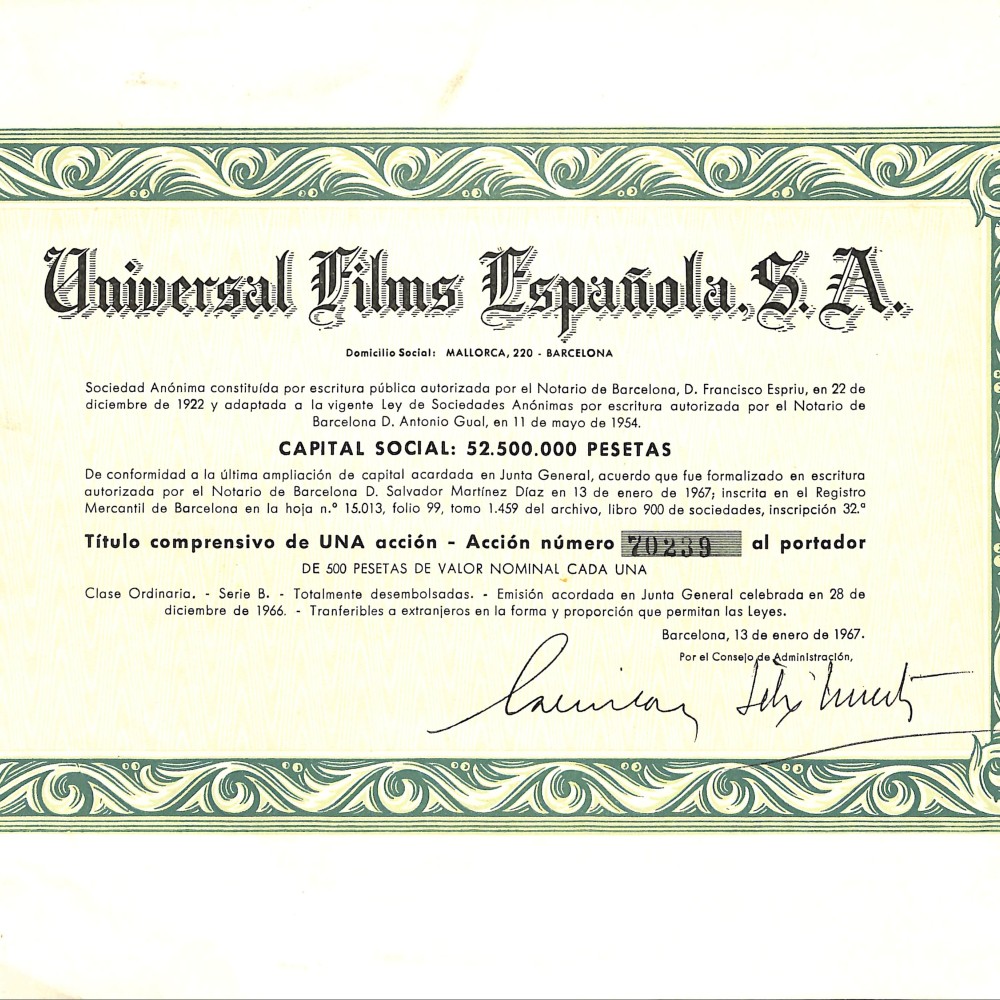 Universal Films Española, S. A.
Domicilio Social: MALLORCA, 220 - BARCELONA
Sociedad Anónima constituída por escritura pública autorizada por el Notario de Barcelona, D. Francisco Espriu, en 22 de
diciembre de 1922 y adaptada a la vigente Ley de Sociedades Anónimas por escritura autorizada por el Notario de
Barcelona D. Antonio Gual, en 11 de mayo de 1954.
CAPITAL SOCIAL: 52.500.000 PESETAS
De conformidad a la última ampliación de capital acordada en Junta General, acuerdo que fue formalizado en escritura
autorizada por el Notario de Barcelona D. Salvador Martínez Díaz en 13 de enero de 1967; inscrita en el Registro
Mercantil de Barcelona en la hoja n.º 15.013, folio 99, tomo 1.459 del archivo, libro 900 de sociedades, inscripción 32.ª
Título comprensivo de UNA acción - Acción número 70239 al portador
DE 500 PESETAS DE VALOR NOMINAL CADA UNA
Clase Ordinaria. - Serie B. - Totalmente desembolsadas. - Emisión acordada en Junta General celebrada en 28 de
diciembre de 1966. - Tranferibles a extranjeros en la forma y proporción que permitan las Leyes.
Barcelona, 13 de enero de 1967.
Por el Consejo de Administración,